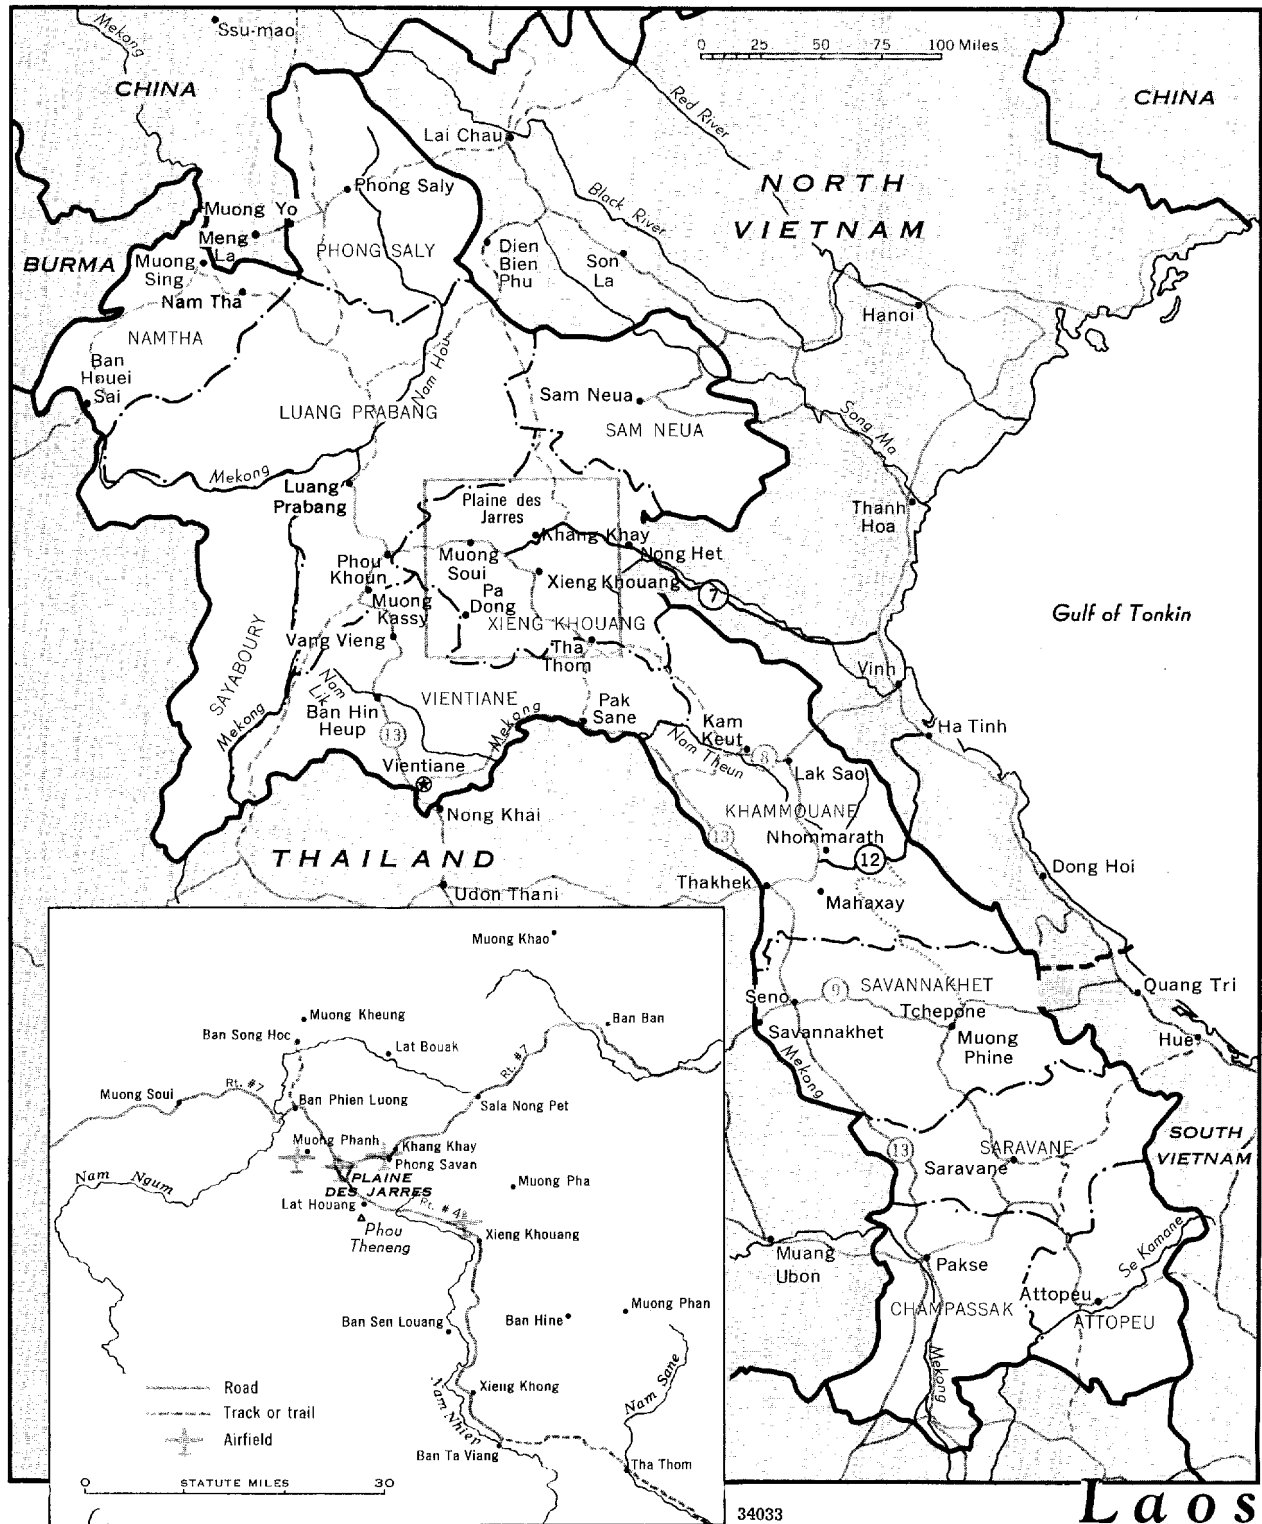 Mekong
Ssu-mao
0 25 50 75 100 Miles
CHINA
CHINA
Red River
Lai Chau
NORTH
VIETNAM
Phong Saly
Black River
Muong Yo
Meng
La
PHONG SALY
Dien
Bien
Phu
Son
La
BURMA
Muong
Sing
Nam Tha
Hanoi
NAMTHA
Ban
Houei
Sai
Nam Hou
LUANG PRABANG
Sam Neua
SAM NEUA
Song Ma
Mekong
Luang
Prabang
Plaine des
Jarres
Thanh
Hoa
Khang Khay
Nong Het
Phou
Khoun
Muong
Soui
Xieng Khouang
7
Muong
Kassy
Pa
Dong
XIENG KHOUANG
Gulf of Tonkin
Vang Vieng
Tha
Thom
SAYABOURY
Vinh
Nam
Lik
VIENTIANE
Mekong
Mekong
Ban Hin
Heup
13
Pak
Sane
Kam
Keut
Nam Theun
8
Ha Tinh
Vientiane
Lak Sao
Nong Khai
KHAMMOUANE
13
Nhommarath
12
THAILAND
Udon Thani
Thakhek
Mahaxay
Dong Hoi
Seno
9
SAVANNAKHET
Tchepone
Quang Tri
Savannakhet
Muong
Phine
Hue
Mekong
13
SARAVANE
Saravane
SOUTH
VIETNAM
Muang
Ubon
Pakse
Se Kamane
Attopeu
CHAMPASSAK
ATTOPEU
Mekong
Muong Khao
Muong Kheung
Ban Song Hoc
Lat Bouak
Ban Ban
Rt. #7
Muong Soui
Rt. #7
Ban Phien Luong
Sala Nong Pet
Muong Phanh
Khang Khay
Phong Savan
Nam Ngum
PLAINE
DES JARRES
Muong Pha
Lat Houang
Rt. #4
Phou
Theneng
Xieng Khouang
Muong Phan
Ban Sen Louang
Ban Hine
Road
Track or trail
Airfield
Xieng Khong
Nam Nhiep
Nam Sane
Ban Ta Viang
Tha Thom
0 STATUTE MILES 30
34033
Laos